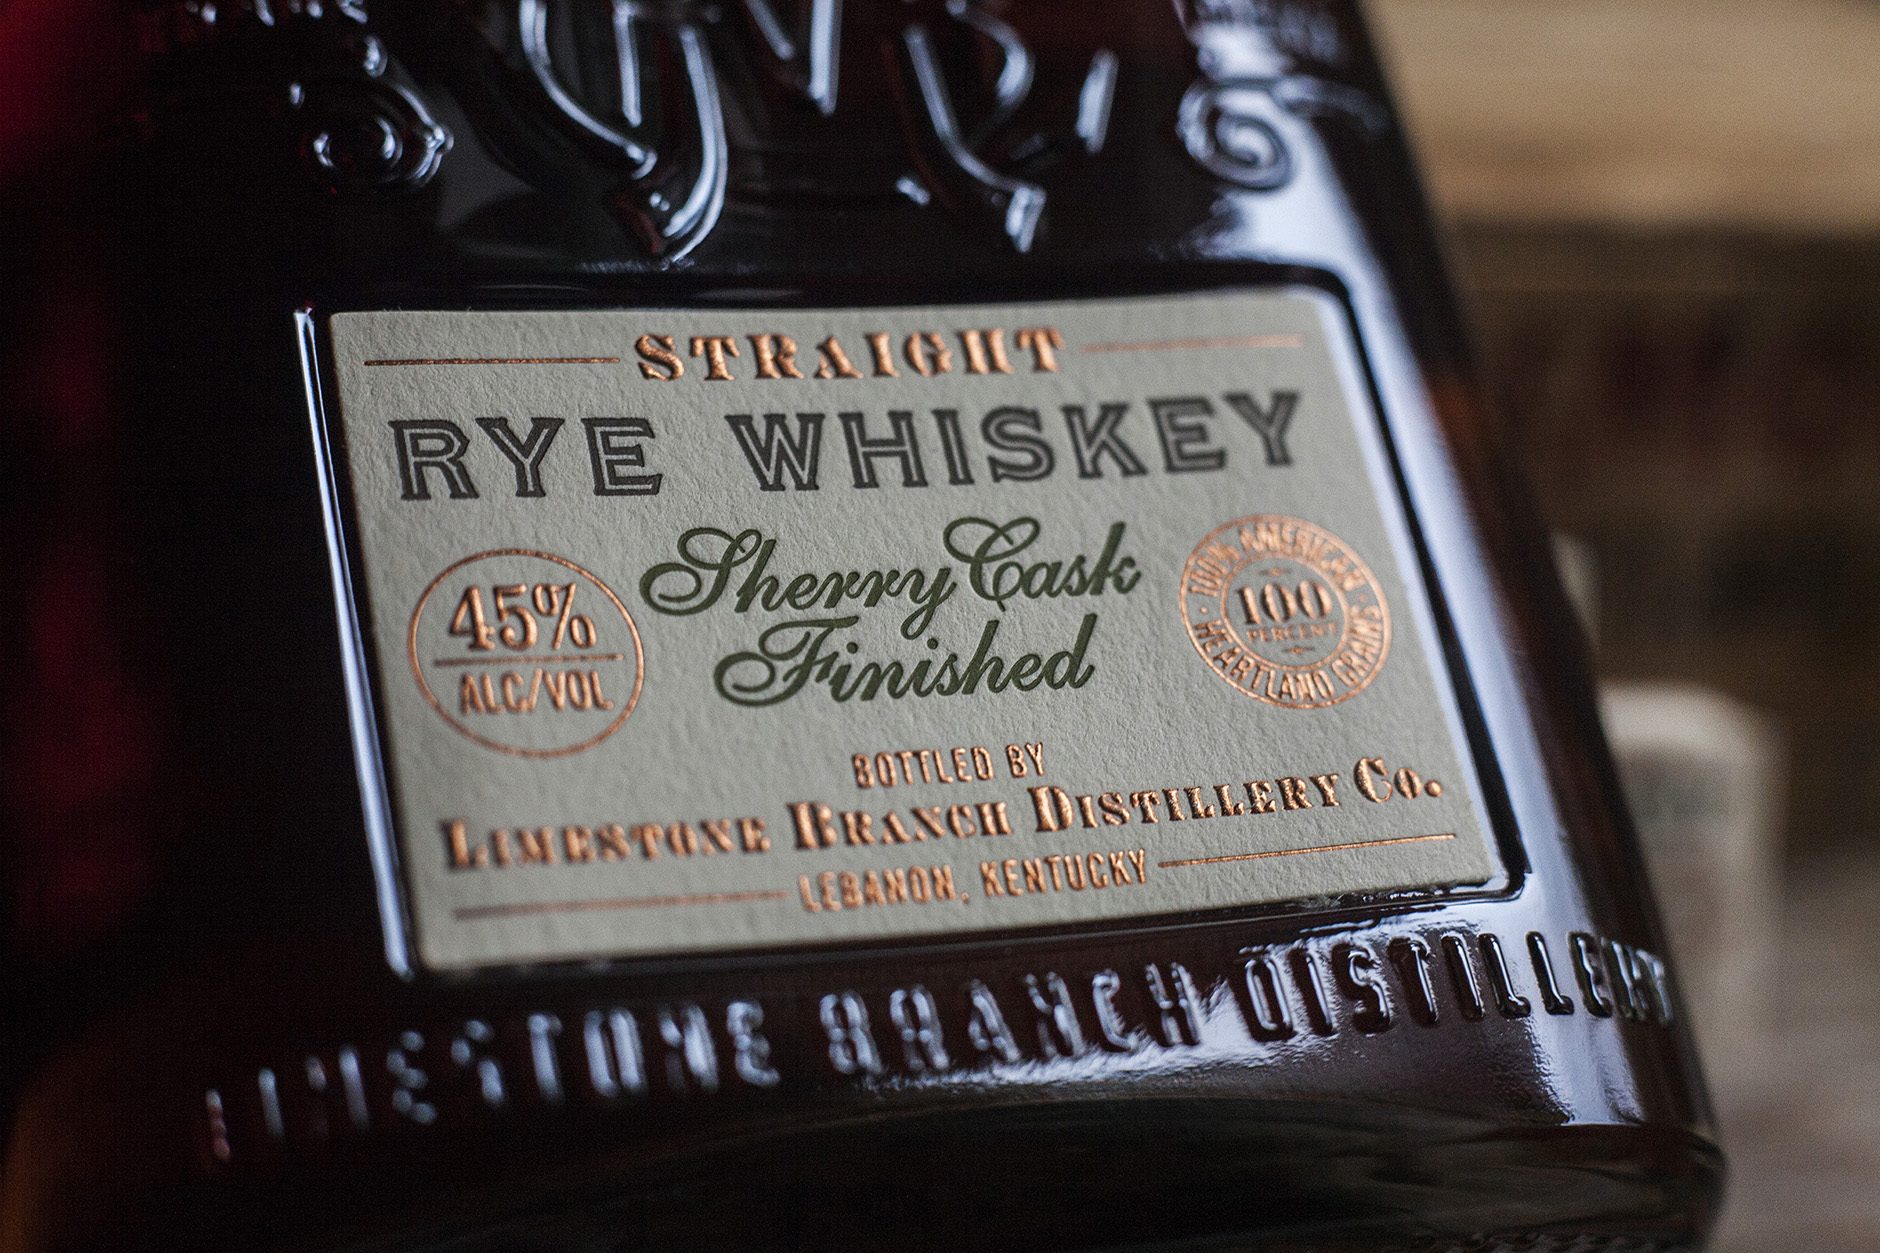 STRAIGHT
RYE WHISKEY
Sherry Cask
Finished
45%
ALC/VOL
100% AMERICAN
100
PERCENT
HEARTLAND GRAINS
BOTTLED BY
LIMESTONE BRANCH DISTILLERY CO.
LEBANON, KENTUCKY
LIMESTONE BRANCH DISTILLERY